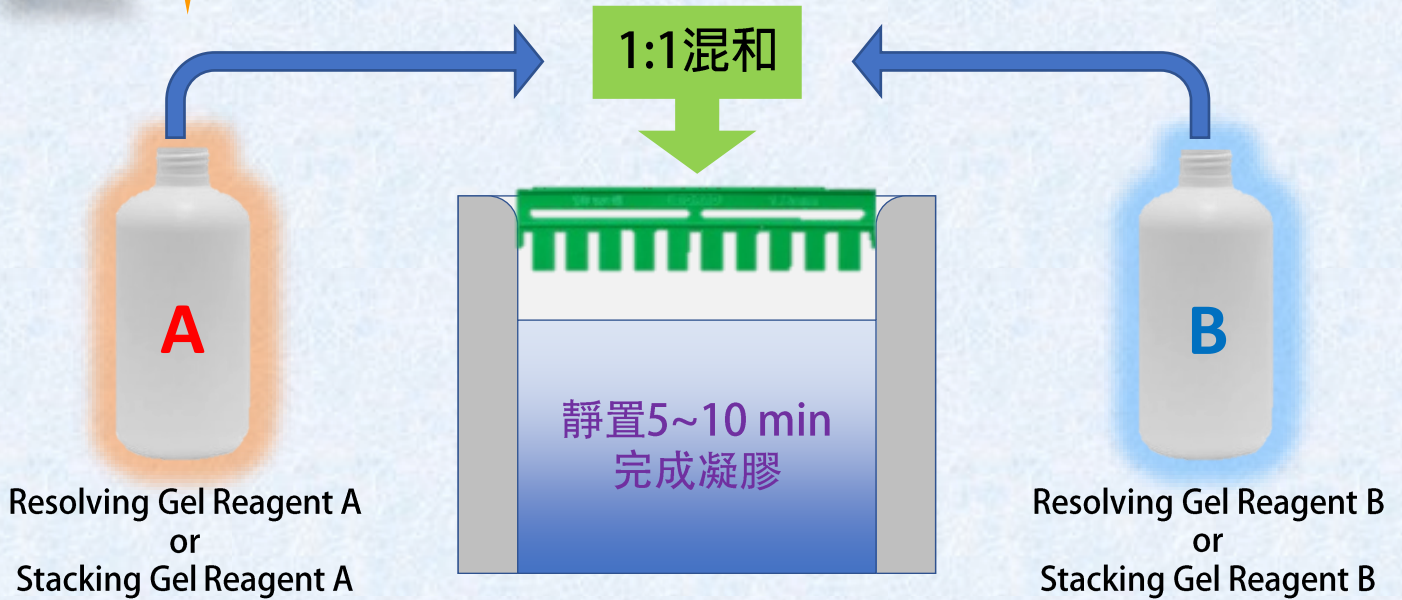 1:1混和
A
B
靜置5~10 min
完成凝膠
Resolving Gel Reagent A
or
Stacking Gel Reagent A
Resolving Gel Reagent B
or
Stacking Gel Reagent B